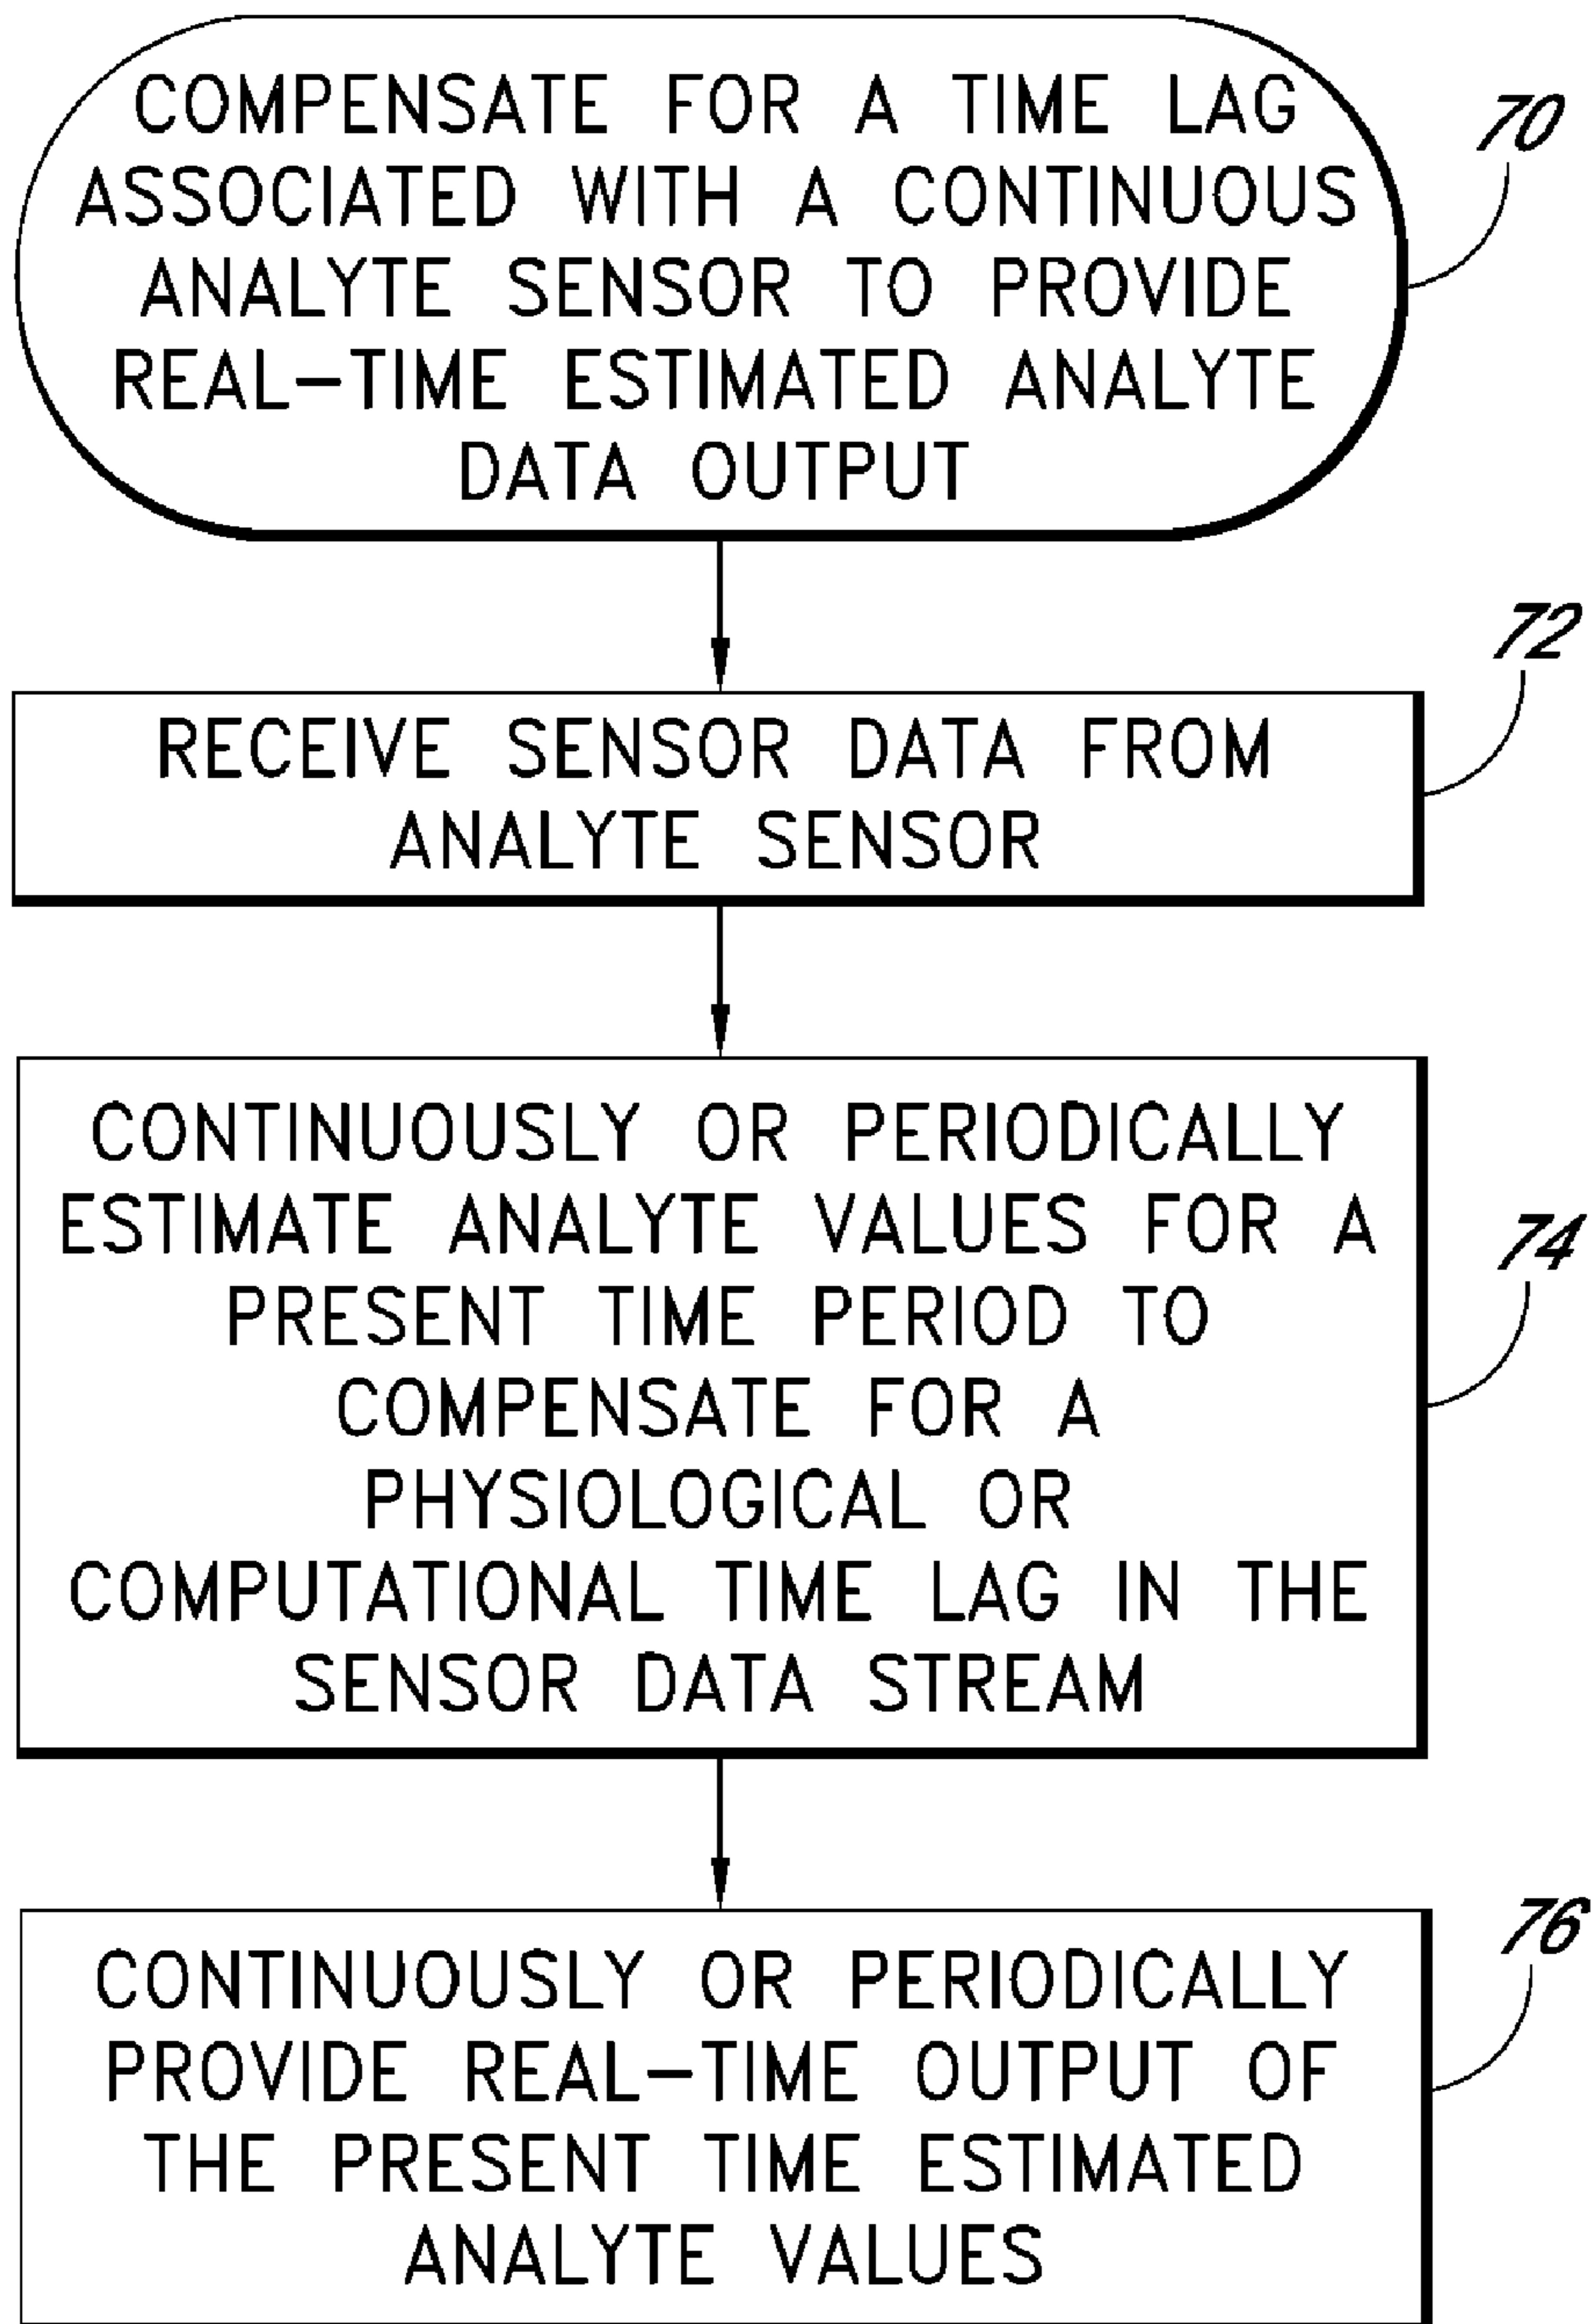 COMPENSATE FOR A TIME LAG
ASSOCIATED WITH A CONTINUOUS
ANALYTE SENSOR TO PROVIDE
REAL-TIME ESTIMATED ANALYTE
DATA OUTPUT
70
72
RECEIVE SENSOR DATA FROM
ANALYTE SENSOR
CONTINUOUSLY OR PERIODICALLY
ESTIMATE ANALYTE VALUES FOR A
PRESENT TIME PERIOD TO
COMPENSATE FOR A
PHYSIOLOGICAL OR
COMPUTATIONAL TIME LAG IN THE
SENSOR DATA STREAM
74
76
CONTINUOUSLY OR PERIODICALLY
PROVIDE REAL-TIME OUTPUT OF
THE PRESENT TIME ESTIMATED
ANALYTE VALUES